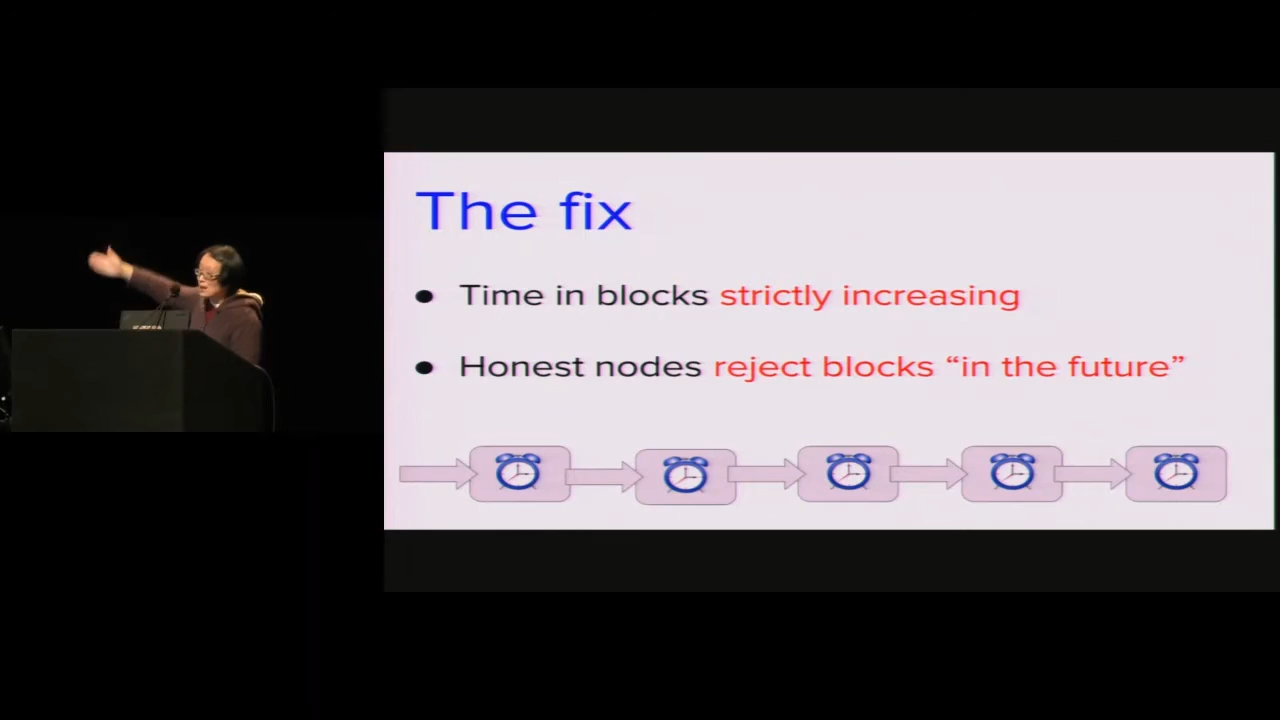 The fix
● Time in blocks strictly increasing
● Honest nodes reject blocks “in the future”